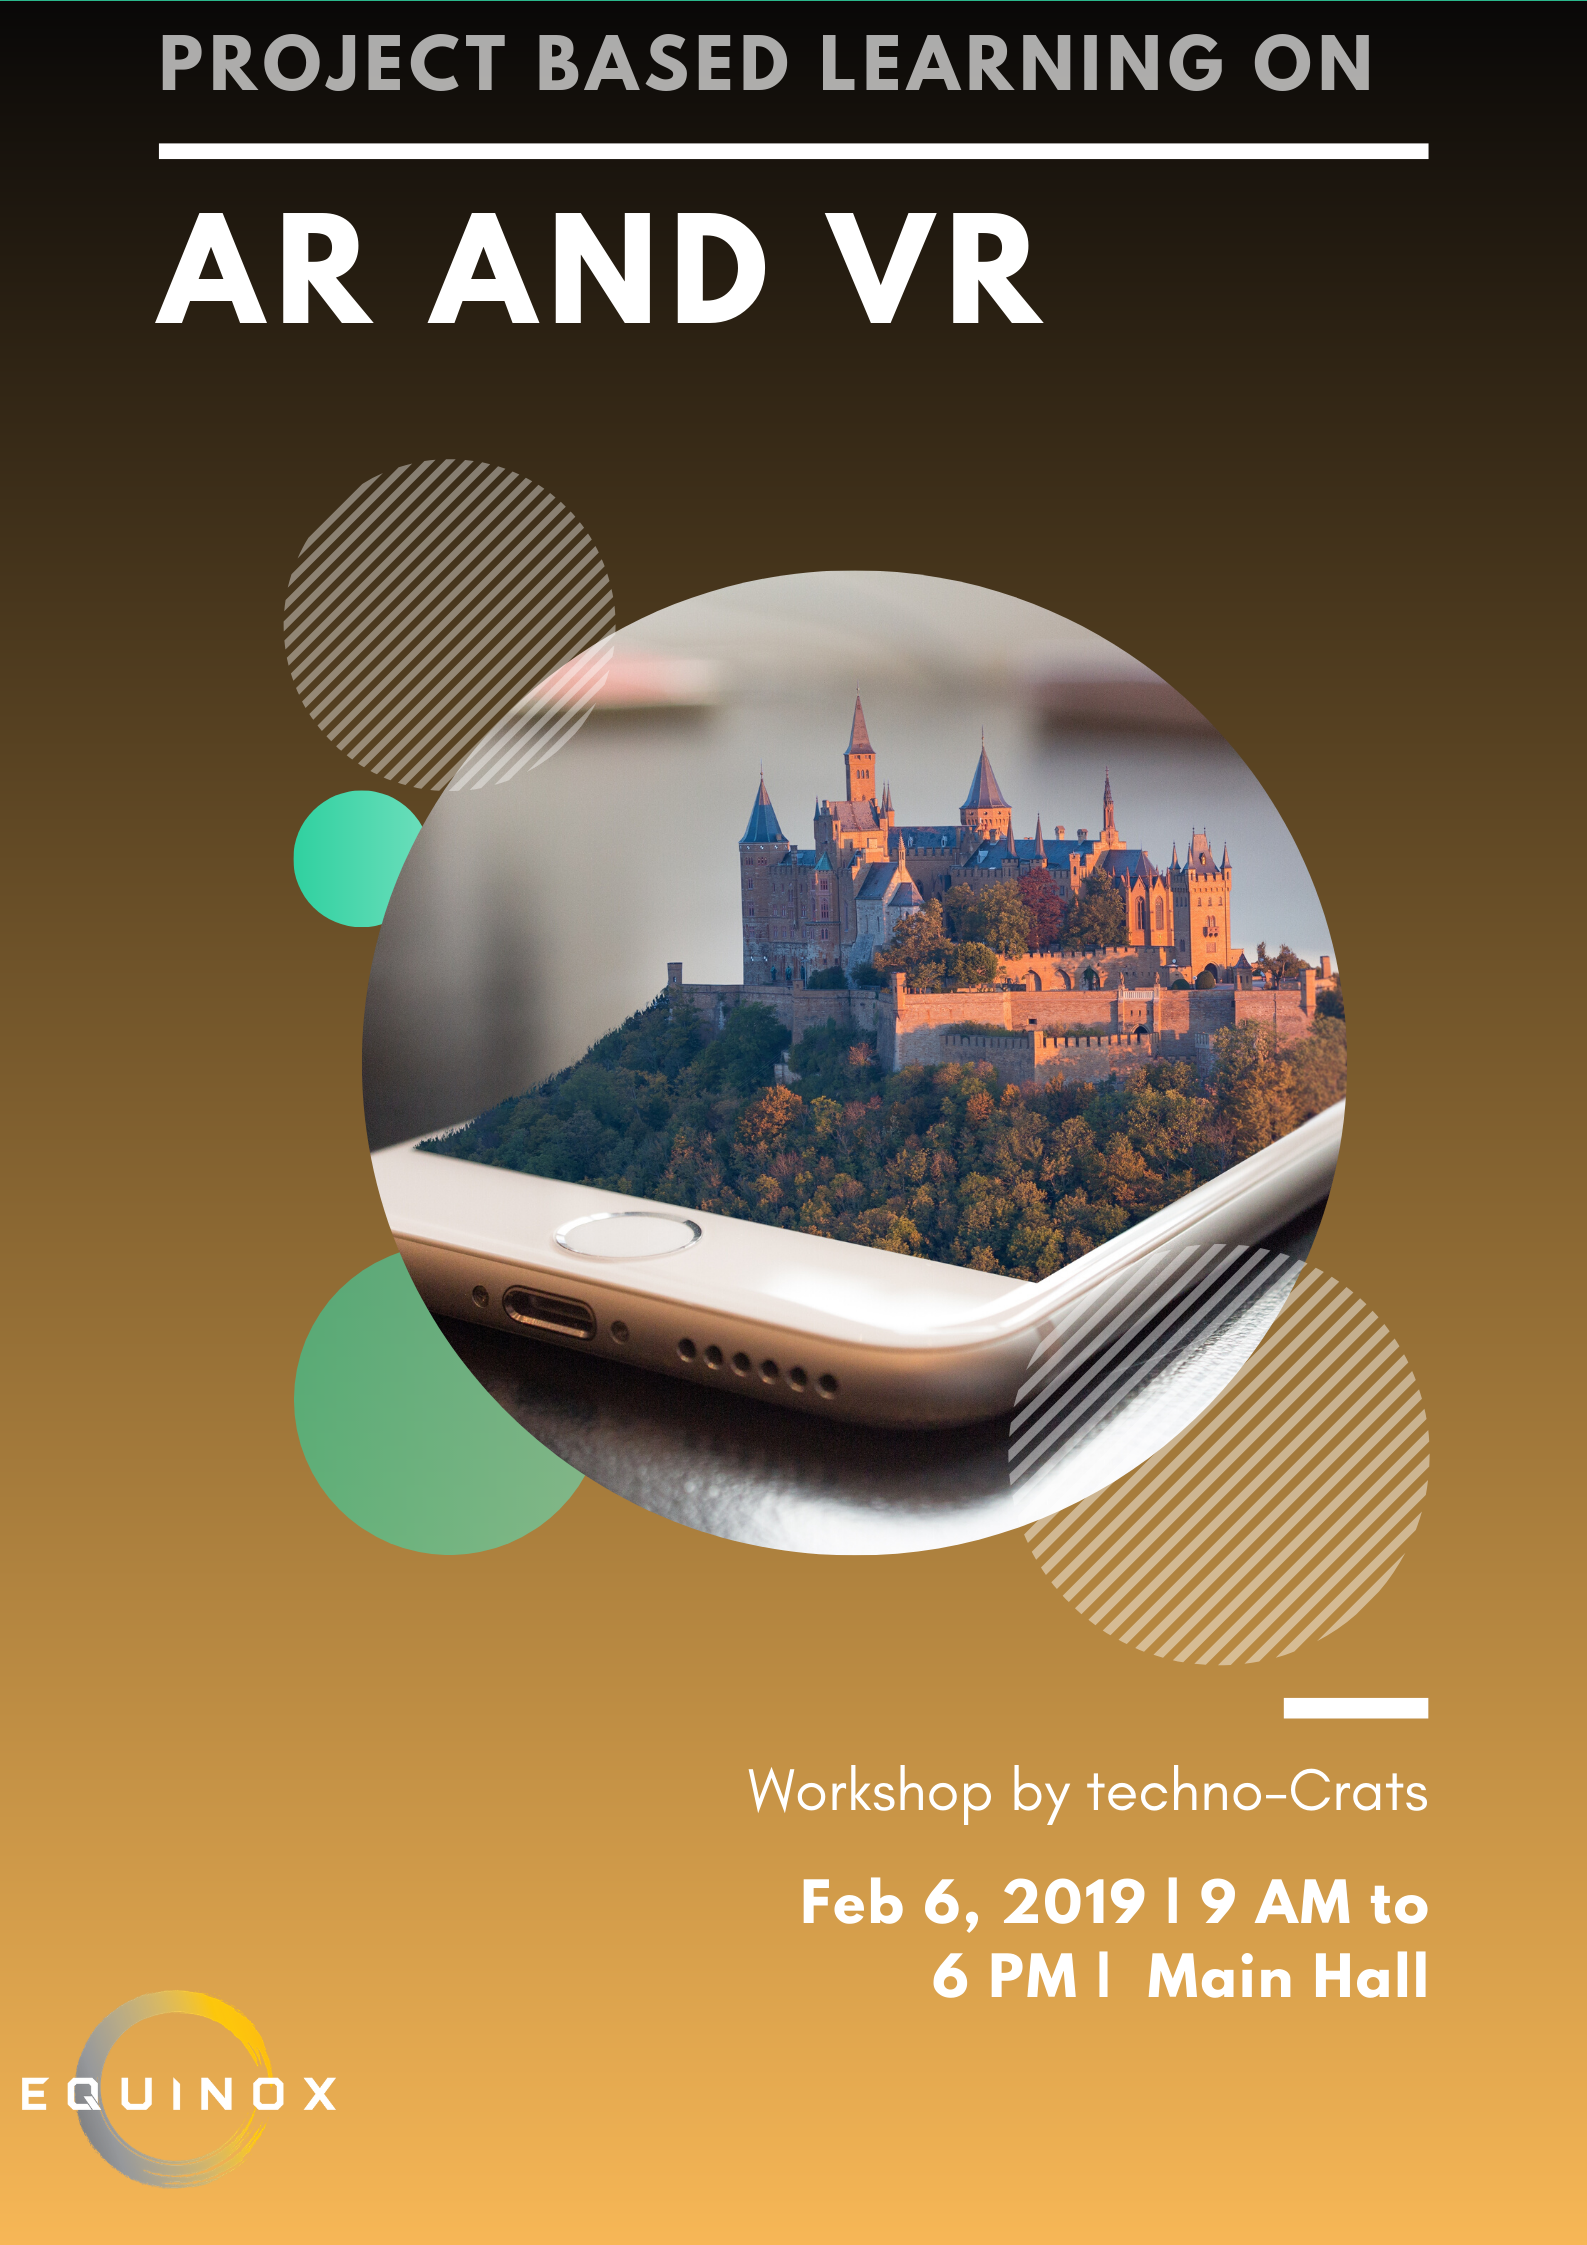 PROJECT BASED LEARNING ON
AR AND VR
Workshop by techno-Crats
Feb 6, 2019 | 9 AM to
6 PM | Main Hall
EQUINOX